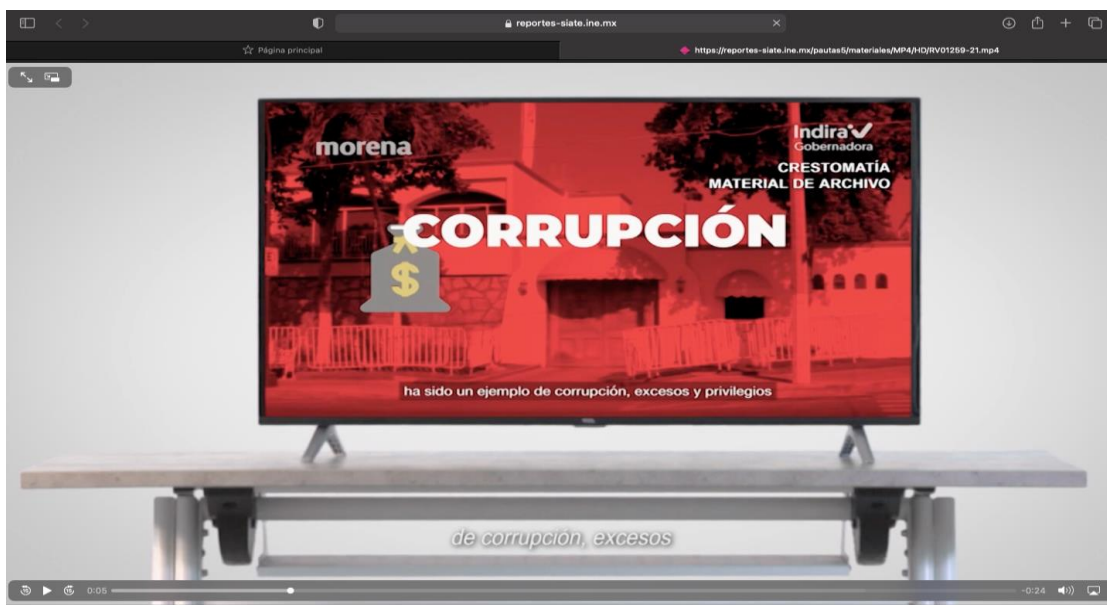 reportes-siate.ine.mx
Página principal
https://reportes-siate.ine.mx/pautas5/materiales/MP4/HD/RV01259-21.mp4
morena
Indira
Gobernadora
CRESTOMATÍA
MATERIAL DE ARCHIVO
CORRUPCIÓN
$
ha sido un ejemplo de corrupción, excesos y privilegios
de corrupción, excesos
0:05
-0:24